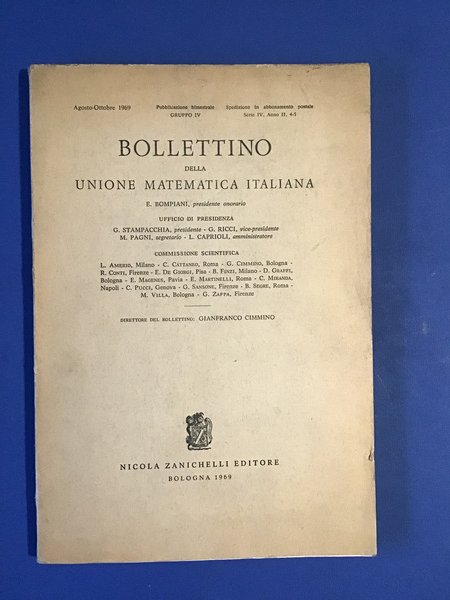 Agosto-Ottobre 1969 Pubblicazione bimestrale Spedizione in abbonamento postale
GRUPPO IV Serie IV, Anno II, 4-5
BOLLETTINO
DELLA
UNIONE MATEMATICA ITALIANA
E. BOMPIANI, presidente onorario
UFFICIO DI PRESIDENZA
G. STAMPACCHIA, presidente - G. RICCI, vice-presidente
M. PAGNI, segretario - L. CAPRIOLI, amministratore
COMMISSIONE SCIENTIFICA
L. AMERIO, Milano - C. CATTANEO, Roma - G. CIMMINO, Bologna -
R. CONTI, Firenze - E. DE GIORGI, Pisa - B. FINZI, Milano - D. GRAFFI,
Bologna - E. MAGENES, Pavia - E. MARTINELLI, Roma - C. MIRANDA,
Napoli - C. PUCCI, Genova - G. SANSONE, Firenze - B. SEGRE, Roma -
M. VILLA, Bologna - G. ZAPPA, Firenze
DIRETTORE DEL BOLLETTINO: GIANFRANCO CIMMINO
NICOLA ZANICHELLI EDITORE
BOLOGNA 1969